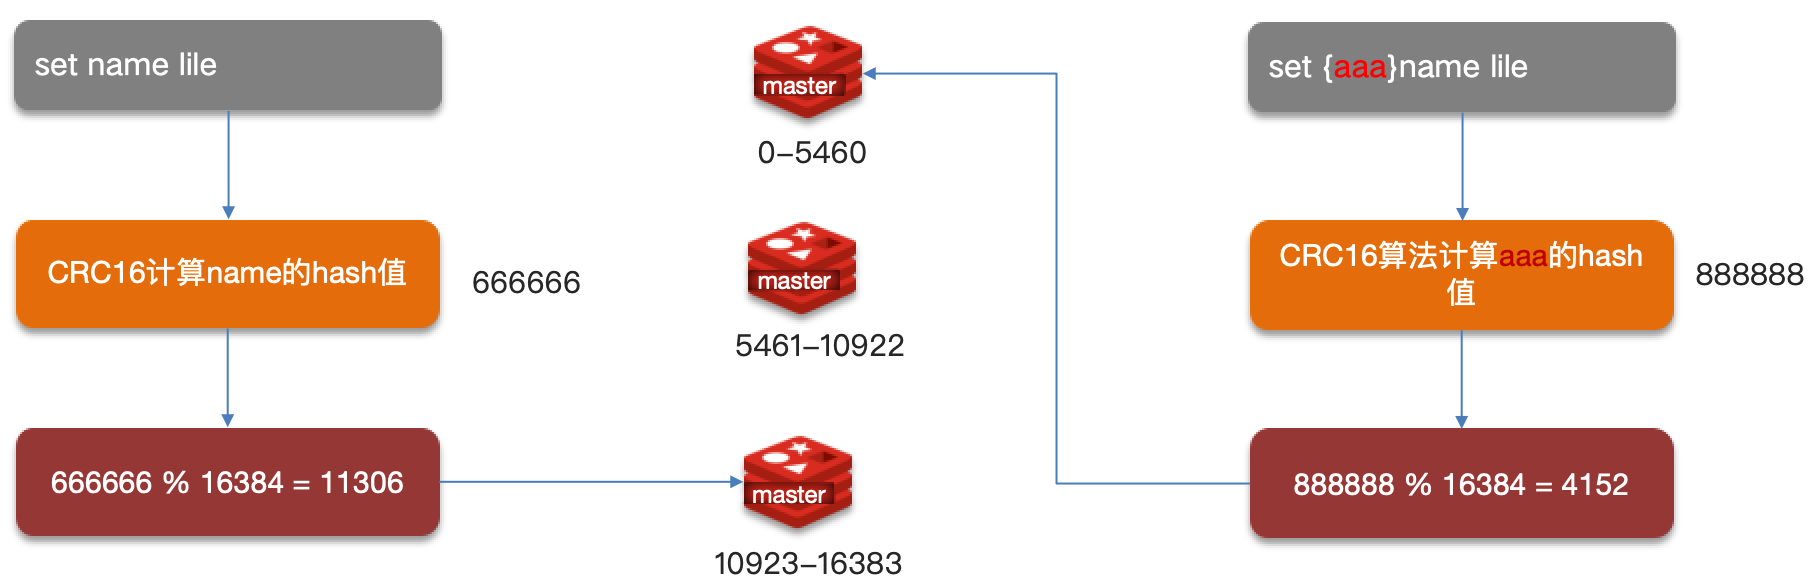 set name lile
CRC16计算name的hash值
666666
666666 % 16384 = 11306
master
0-5460
master
5461-10922
master
10923-16383
set {aaa}name lile
CRC16算法计算aaa的hash
值
888888
888888 % 16384 = 4152